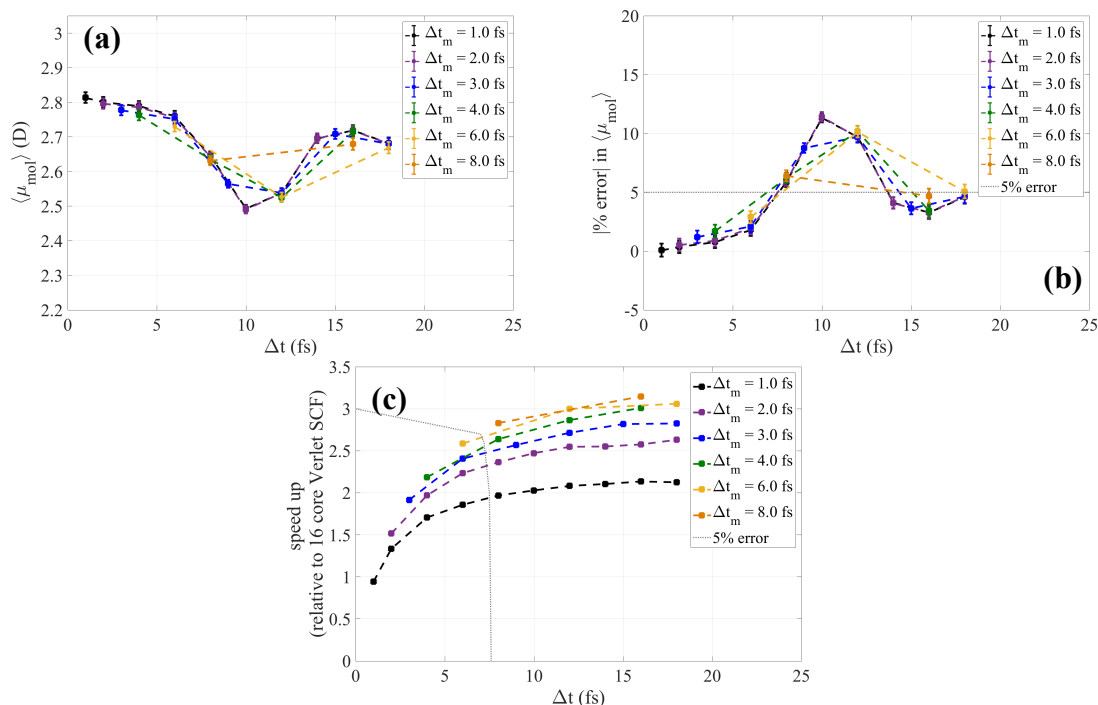 (a)
3
2.9
2.8
2.7
2.6
2.5
2.4
2.3
2.2
⟨μmol⟩ (D)
0 5 10 15 20 25
Δt (fs)
Δtm = 1.0 fs
Δtm = 2.0 fs
Δtm = 3.0 fs
Δtm = 4.0 fs
Δtm = 6.0 fs
Δtm = 8.0 fs
(b)
20
15
10
5
0
-5
|% error in ⟨μmol⟩
0 5 10 15 20 25
Δt (fs)
Δtm = 1.0 fs
Δtm = 2.0 fs
Δtm = 3.0 fs
Δtm = 4.0 fs
Δtm = 6.0 fs
Δtm = 8.0 fs
5% error
(c)
3.5
3
2.5
2
1.5
1
0.5
0
speed up
(relative to 16 core Verlet SCF)
0 5 10 15 20 25
Δt (fs)
Δtm = 1.0 fs
Δtm = 2.0 fs
Δtm = 3.0 fs
Δtm = 4.0 fs
Δtm = 6.0 fs
Δtm = 8.0 fs
5% error